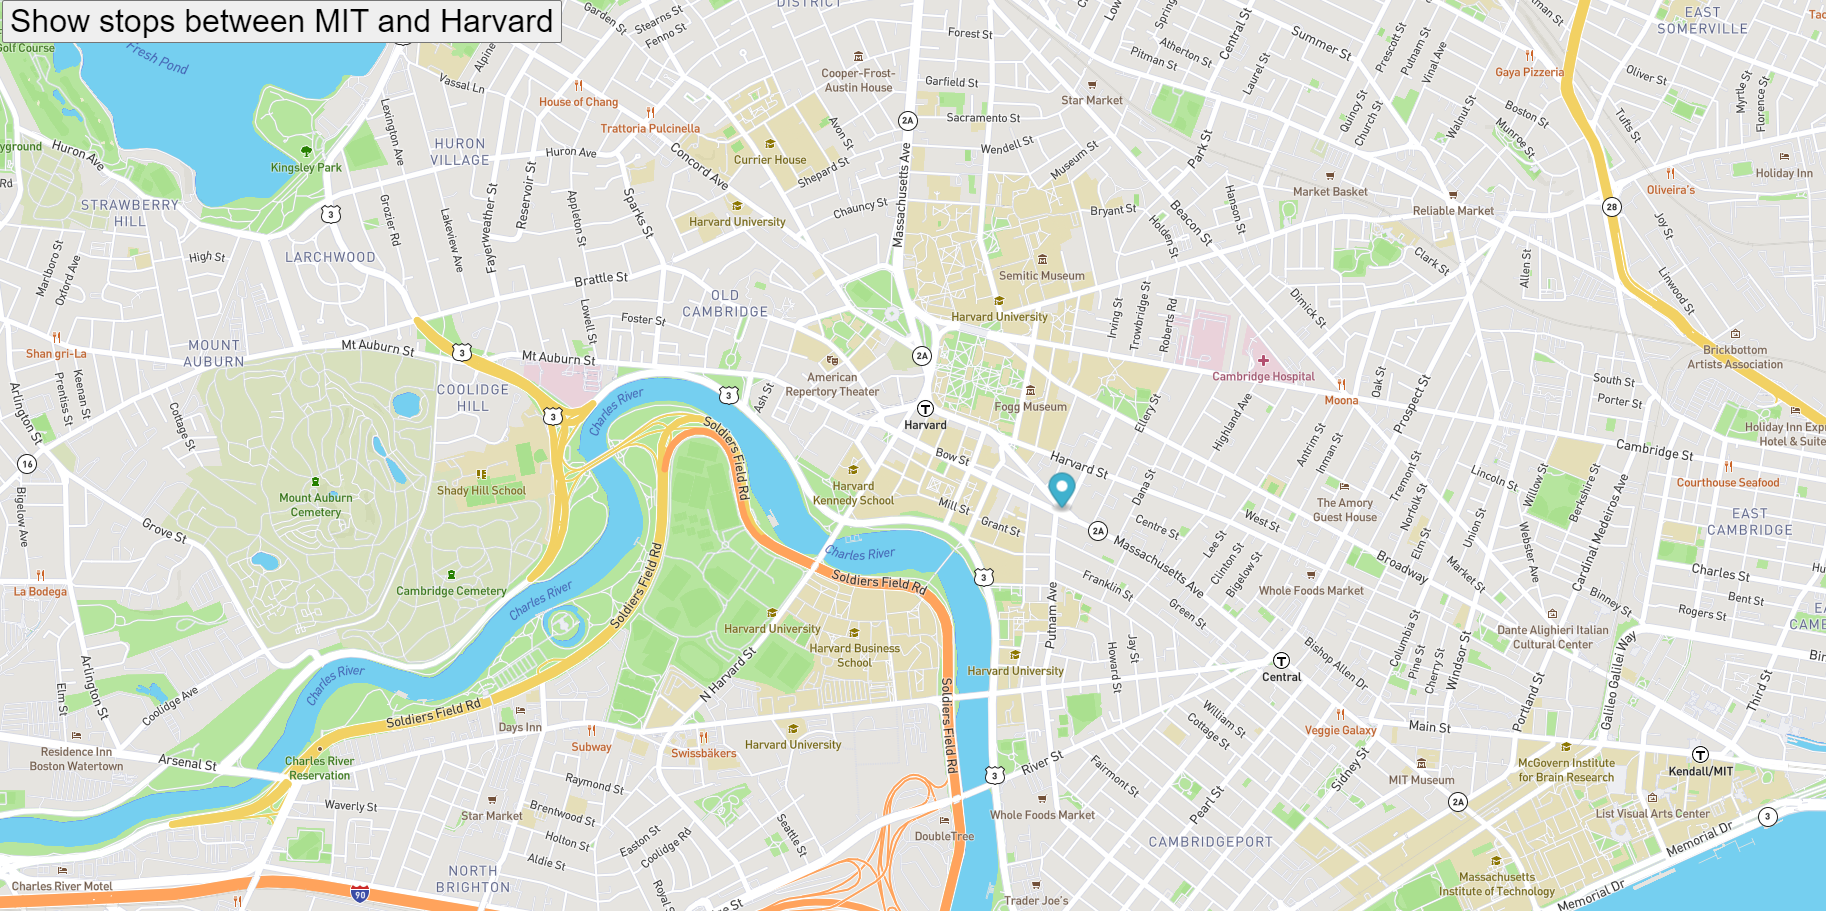 Show stops between MIT and Harvard
DISTRICT
Garden St
Stearns St
Fenno St
Forest St
Golf Course
Fresh Pond
Alpine
Vassal Ln
House of Chang
Trattoria Pulcinella
Cooper-Frost-
Austin House
Garfield St
2A
Sacramento St
Wendell St
Museum St
Star Market
Pitman St
Atherton St
Central St
Laurel St
Summer St
Prescott St
Putnam St
Vinal Ave
Gaya Pizzeria
EAST
SOMERVILLE
Oliver St
Myrtle St
Florence St
Quincy St
Church St
Walnut St
Boston St
Munroe St
Tufts St
Park St
Kingsley Park
Huron Ave
HURON
VILLAGE
Lexington Ave
Huron Ave
Concord Ave
Currier House
Avon St
Shepard St
Chauncy St
Massachusetts Ave
Harvard University
Market Basket
Reliable Market
Oliveira's
Holiday Inn
28
Joy St
STRAWBERRY
HILL
3
Grozier Rd
Lakeview Ave
Fayerweather St
Reservoir St
Appleton St
Sparks St
Bryant St
Holden St
Beacon St
Hanson St
Clark St
Allen St
Linwood St
Marlboro St
Oxford Ave
High St
LARCHWOOD
Brattle St
Semitic Museum
Harvard University
Irving St
Trowbridge St
Roberts Rd
Dimick St
OLD
CAMBRIDGE
Foster St
Lowell St
Shan gri-La
MOUNT
AUBURN
Mt Auburn St
3
Mt Auburn St
2A
Cambridge Hospital
Moona
Oak St
Brickbottom
Artists Association
American
Repertory Theater
Ash St
COOLIDGE
HILL
3
3
Charles River
Harvard
Fogg Museum
Ellery St
Highland Ave
Prospect St
South St
Porter St
Holiday Inn Expr
Hotel & Suite
Arlington St
Prentiss St
Keenan St
Cottage St
16
Soldiers Field Rd
Bow St
Harvard St
Dana St
Antrim St
Inman St
Tremont St
Norfolk St
Cambridge St
Lincoln St
Willow St
Berkshire St
Courthouse Seafood
Shady Hill School
Harvard
Kennedy School
Mill St
Grant St
The Amory
Guest House
Bigelow Ave
Mount Auburn
Cemetery
Grove St
Centre St
2A
West St
Lee St
Clinton St
Bigelow St
Elm St
Union St
Webster Ave
Cardinal Medeiros Ave
EAST
CAMBRIDGE
Charles River
Soldiers Field Rd
3
Massachusetts Ave
Broadway
Market St
Charles St
Bent St
Rogers St
Binney St
La Bodega
Cambridge Cemetery
Charles River
Soldiers Field Rd
Putnam Ave
Franklin St
Green St
Whole Foods Market
Harvard University
Harvard Business
School
N Harvard St
Jay St
Howard St
Harvard University
Central
Bishop Allen Dr
Columbia St
Pine St
Cherry St
Windsor St
Dante Alighieri Italian
Cultural Center
Galileo Galilei Way
Portland St
Third St
Elm St
Arlington St
Coolidge Ave
Charles River
Soldiers Field Rd
Days Inn
Subway
Swissbäkers
Harvard University
Soldiers Field Rd
William St
Cottage St
Veggie Galaxy
Main St
Residence Inn
Boston Watertown
Arsenal St
Charles River
Reservation
Raymond St
Waverly St
Star Market
Brentwood St
Holton St
Aldie St
Easton St
Coolidge Rd
Seattle St
3
River St
Fairmont St
Whole Foods Market
Pearl St
Sidney St
MIT Museum
2A
McGovern Institute
for Brain Research
Kendall/MIT
List Visual Arts Center
3
Memorial Dr
DoubleTree
CAMBRIDGEPORT
Charles River Motel
NORTH
BRIGHTON
90
Trader Joe's
Massachusetts
Institute of Technology
Memorial Dr